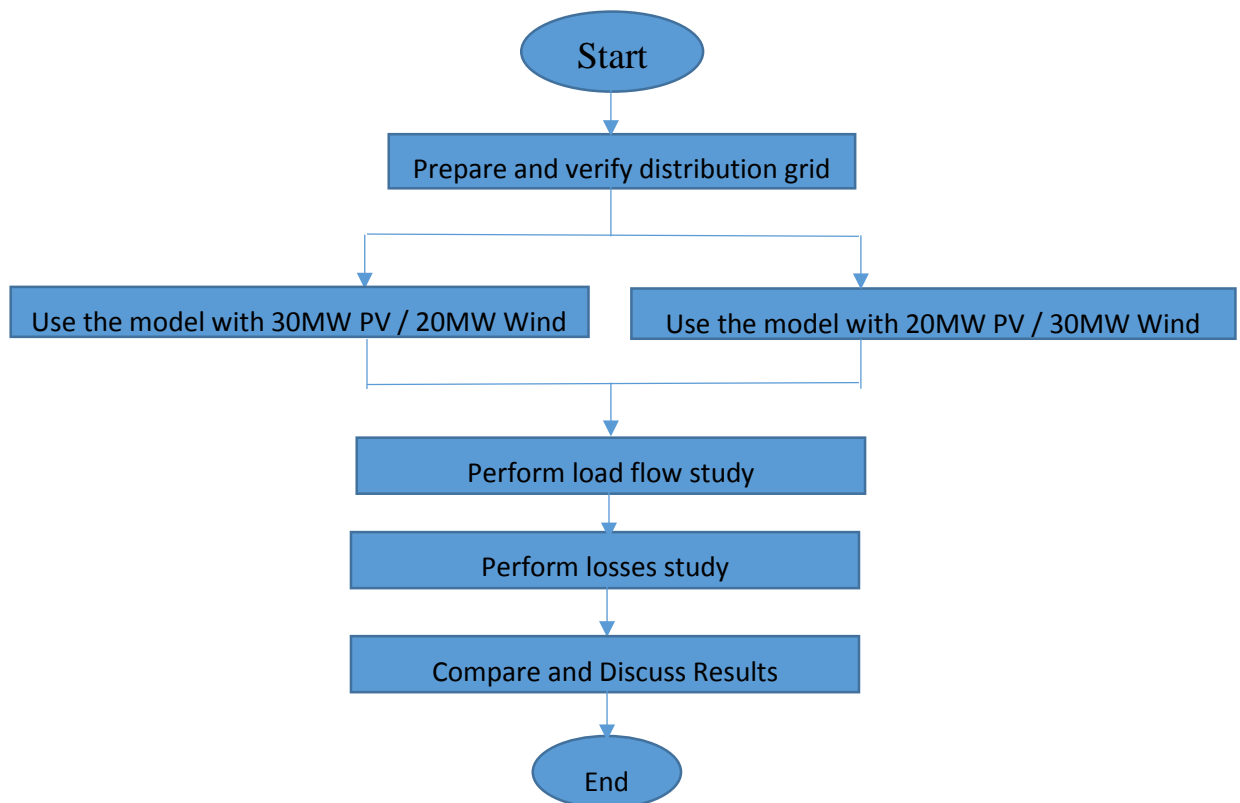 Start
Prepare and verify distribution grid
Use the model with 30MW PV / 20MW Wind
Use the model with 20MW PV / 30MW Wind
Perform load flow study
Perform losses study
Compare and Discuss Results
End